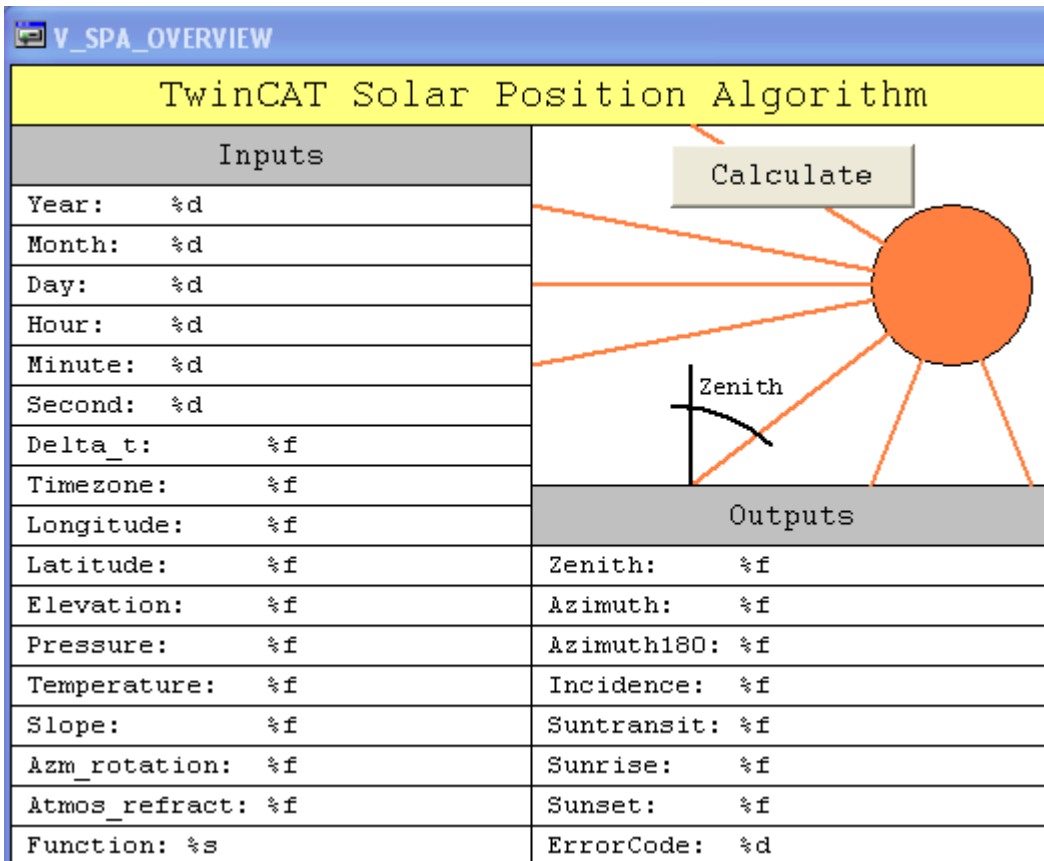 V_SPA_OVERVIEW
TwinCAT Solar Position Algorithm
Inputs
Year: %d
Month: %d
Day: %d
Hour: %d
Minute: %d
Second: %d
Delta_t: %f
Timezone: %f
Longitude: %f
Latitude: %f
Elevation: %f
Pressure: %f
Temperature: %f
Slope: %f
Azm_rotation: %f
Atmos_refract: %f
Function: %s
Calculate
Zenith
Outputs
Zenith: %f
Azimuth: %f
Azimuth180: %f
Incidence: %f
Suntransit: %f
Sunrise: %f
Sunset: %f
ErrorCode: %d